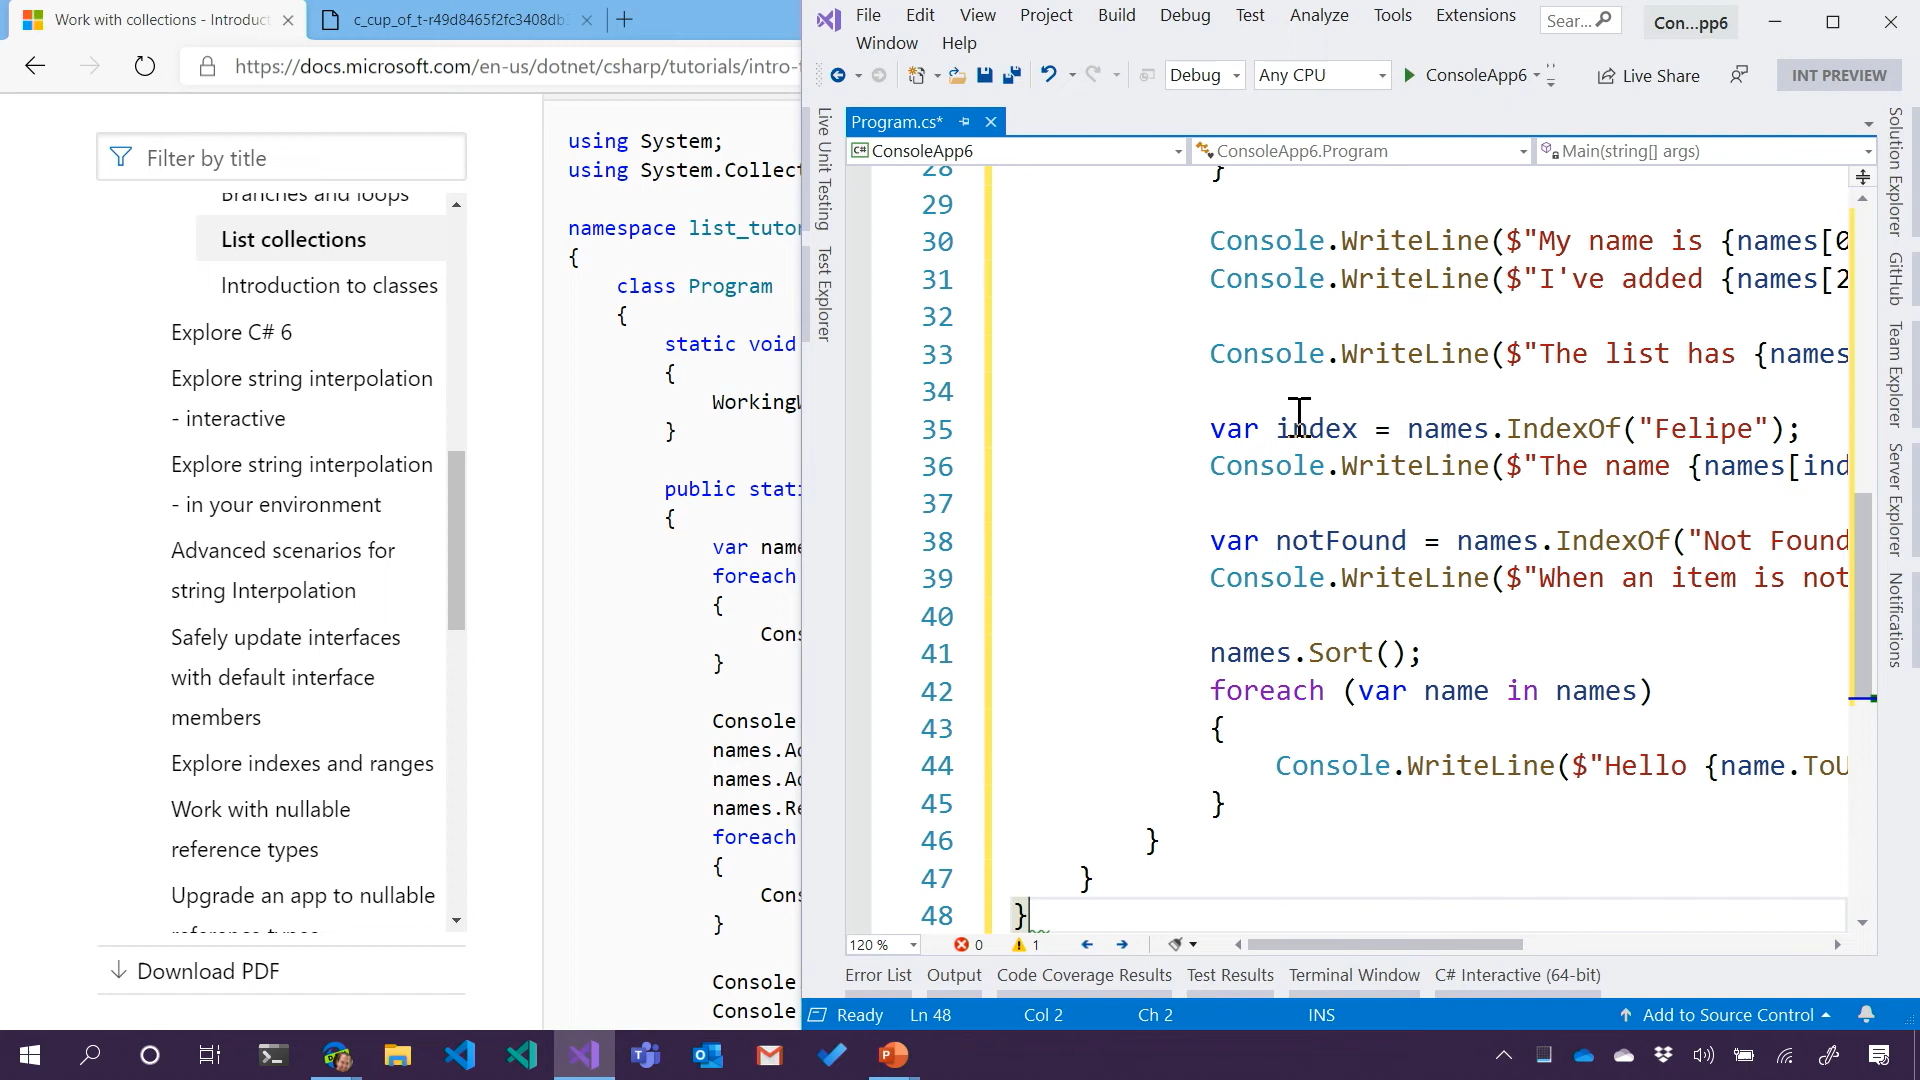 Work with collections - Introduct
c_cup_of_t-r49d8465f2fc3408db3
https://docs.microsoft.com/en-us/dotnet/csharp/tutorials/intro-t
Filter by title
Branches and loops
List collections
Introduction to classes
Explore C# 6
Explore string interpolation
- interactive
Explore string interpolation
- in your environment
Advanced scenarios for
string Interpolation
Safely update interfaces
with default interface
members
Explore indexes and ranges
Work with nullable
reference types
Upgrade an app to nullable
reference types
Download PDF
using System;
using System.Collect
namespace list_tutor
{
class Program
{
static void
{
WorkingW
}
public stati
{
var name
foreach
{
Cons
}
Console
names.Ad
names.Ad
names.Re
foreach
{
Cons
}
Console
Console
File Edit View Project Build Debug Test Analyze Tools Extensions
Window Help
Sear...
Con...pp6
Debug
Any CPU
ConsoleApp6
Live Share
INT PREVIEW
Live Unit Testing
Test Explorer
Program.cs*
C# ConsoleApp6
ConsoleApp6.Program
Main(string[] args)
28 }
29
30 Console.WriteLine($"My name is {names[0
31 Console.WriteLine($"I've added {names[2
32
33 Console.WriteLine($"The list has {names
34
35 var index = names.IndexOf("Felipe");
36 Console.WriteLine($"The name {names[ind
37
38 var notFound = names.IndexOf("Not Found
39 Console.WriteLine($"When an item is not
40
41 names.Sort();
42 foreach (var name in names)
43 {
44 Console.WriteLine($"Hello {name.ToU
45 }
46 }
47 }
48 }
120 %
0
1
Error List Output Code Coverage Results Test Results Terminal Window C# Interactive (64-bit)
Ready Ln 48 Col 2 Ch 2 INS Add to Source Control
Solution Explorer
GitHub
Team Explorer
Server Explorer
Notifications